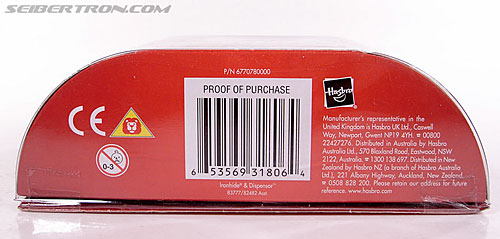 SEIBERTRON.COM
P/N 6770780000
PROOF OF PURCHASE
6 53569 31806 4
Ironhide® & Dispensor™
83777/82482 Asst
CE
0-3
Hasbro
Manufacturer's representative in the
United Kingdom is Hasbro UK Ltd., Caswell
Way, Newport, Gwent NP19 4YH. ☎ 00800
22427276. Distributed in Australia by Hasbro
Australia Ltd., 570 Blaxland Road, Eastwood, NSW
2122, Australia. ☎ 1300 138 697. Distributed in New
Zealand by Hasbro NZ (a branch of Hasbro Australia
Ltd.), 221 Albany Highway, Auckland, New Zealand.
☎ 0508 828 200. Please retain our address for future
reference. www.hasbro.com